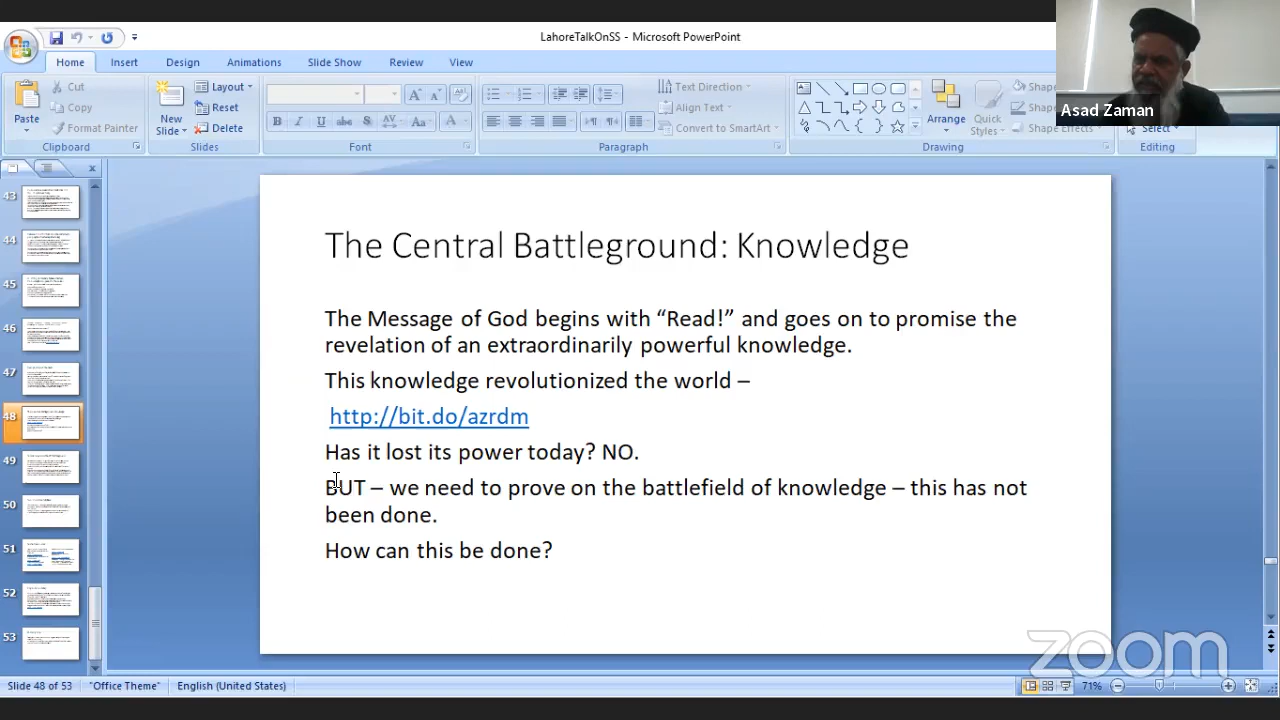 LahoreTalkOnSS - Microsoft PowerPoint
Home
Insert
Design
Animations
Slide Show
Review
View
Asad Zaman
Paste
Cut
Copy
Format Painter
Clipboard
New
Slide
Layout
Reset
Delete
Slides
B I U abc S AV Aa A
Font
Text Direction
Align Text
Convert to SmartArt
Paragraph
Arrange
Quick
Styles
Shape Effects
Drawing
Select
Editing
43
44
45
46
47
48
49
50
51
52
53
The Central Battleground: Knowledge
The Message of God begins with “Read!” and goes on to promise the
revelation of an extraordinarily powerful knowledge.
This knowledge revolutionized the world –
http://bit.do/azrdm
Has it lost its power today? NO.
BUT – we need to prove on the battlefield of knowledge – this has not
been done.
How can this be done?
zoom
Slide 48 of 53
"Office Theme"
English (United States)
71%